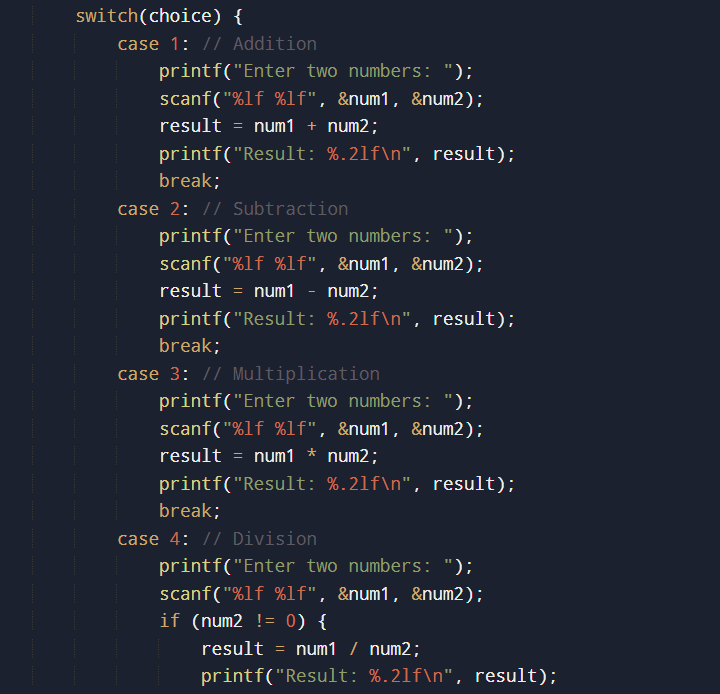 switch(choice) {
case 1: // Addition
printf("Enter two numbers: ");
scanf("%lf %lf", &num1, &num2);
result = num1 + num2;
printf("Result: %.2lf\n", result);
break;
case 2: // Subtraction
printf("Enter two numbers: ");
scanf("%lf %lf", &num1, &num2);
result = num1 - num2;
printf("Result: %.2lf\n", result);
break;
case 3: // Multiplication
printf("Enter two numbers: ");
scanf("%lf %lf", &num1, &num2);
result = num1 * num2;
printf("Result: %.2lf\n", result);
break;
case 4: // Division
printf("Enter two numbers: ");
scanf("%lf %lf", &num1, &num2);
if (num2 != 0) {
result = num1 / num2;
printf("Result: %.2lf\n", result);